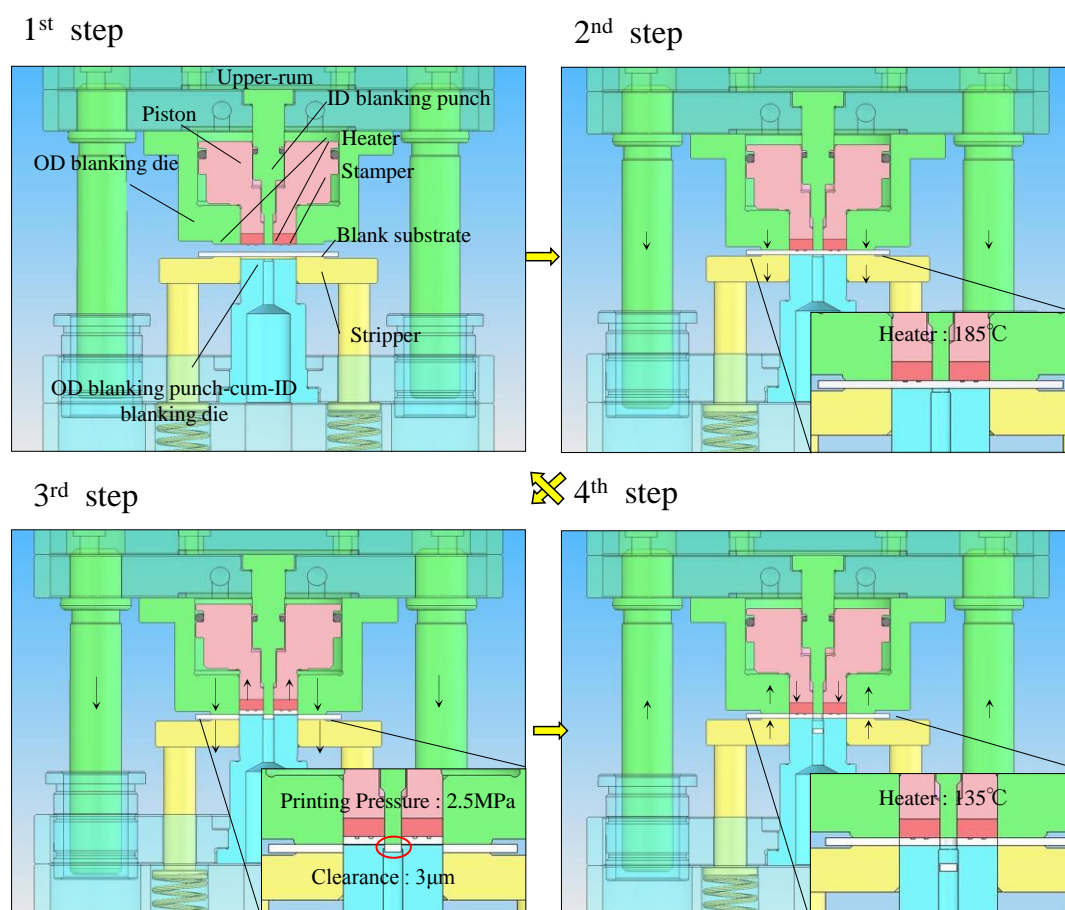 1st step
2nd step
Upper-rum
ID blanking punch
Piston
Heater
OD blanking die
Stamper
Blank substrate
Stripper
OD blanking punch-cum-ID
blanking die
Heater : 185℃
3rd step
4th step
Printing Pressure : 2.5MPa
Clearance : 3μm
Heater : 135℃